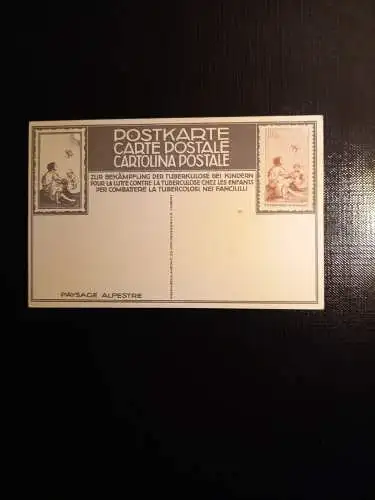 POSTKARTE
CARTE POSTALE
CARTOLINA POSTALE
ZUR BEKÄMPFUNG DER TUBERKULOSE BEI KINDERN
POUR LA LUTTE CONTRE LA TUBERCULOSE CHEZ LES ENFANTS
PER COMBATTERE LA TUBERCOLOSI NEI FANCIULLI
PAYSAGE ALPESTRE